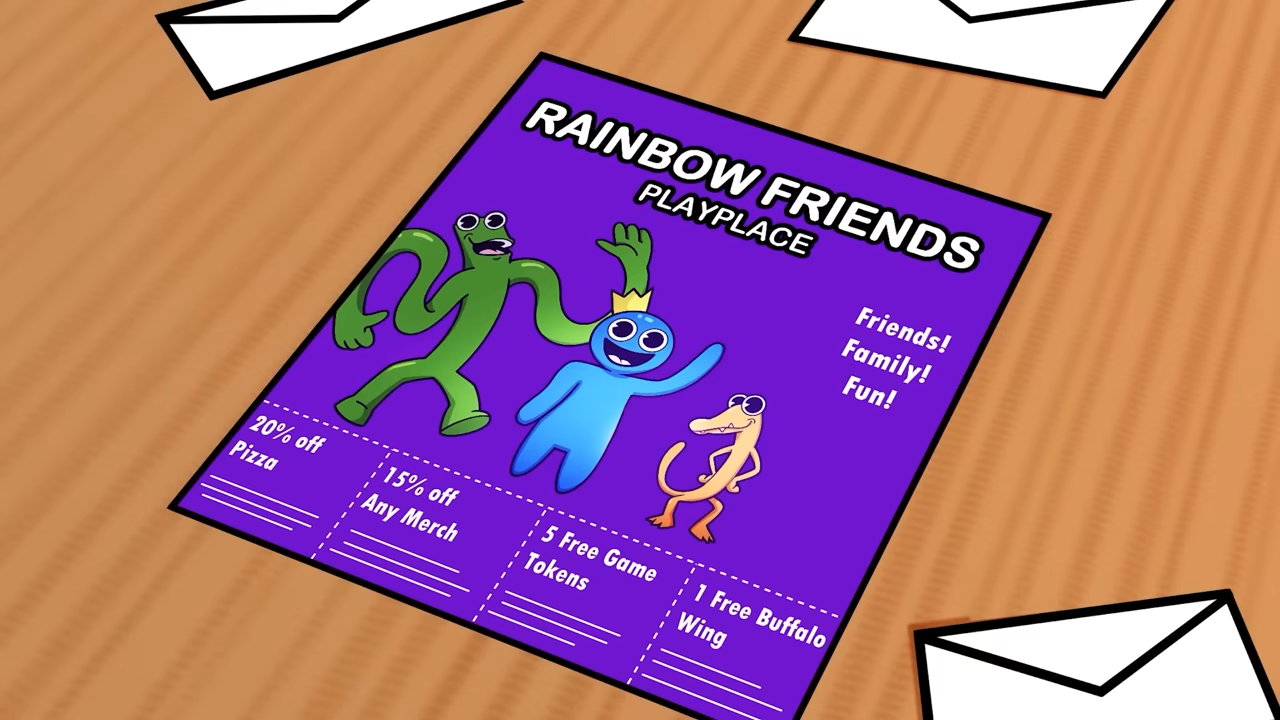 RAINBOW FRIENDS
PLAYPLACE
Friends!
Family!
Fun!
20% off
Pizza
15% off
Any Merch
5 Free Game
Tokens
1 Free Buffalo
Wing